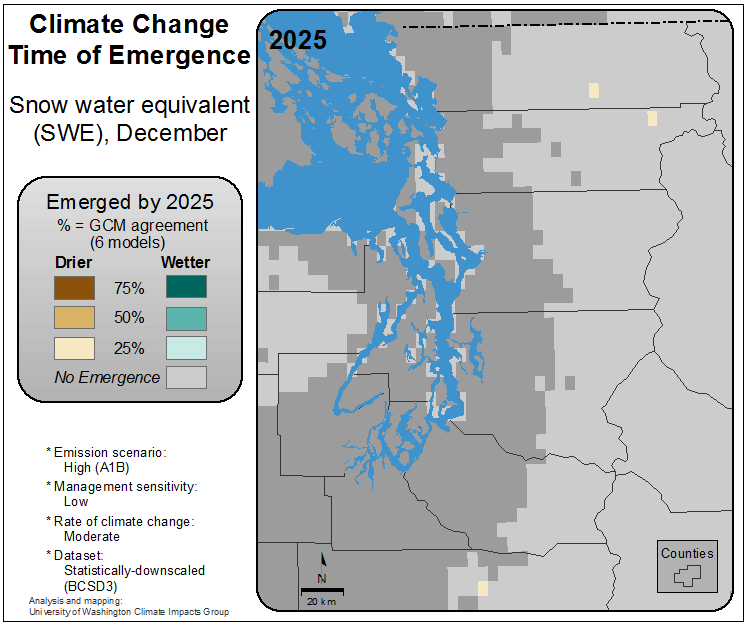 Climate Change
Time of Emergence
Snow water equivalent
(SWE), December
Emerged by 2025
% = GCM agreement
(6 models)
Drier Wetter
75%
50%
25%
No Emergence
* Emission scenario:
High (A1B)
* Management sensitivity:
Low
* Rate of climate change:
Moderate
* Dataset:
Statistically-downscaled
(BCSD3)
Analysis and mapping:
University of Washington Climate Impacts Group
2025
N
20 km
Counties